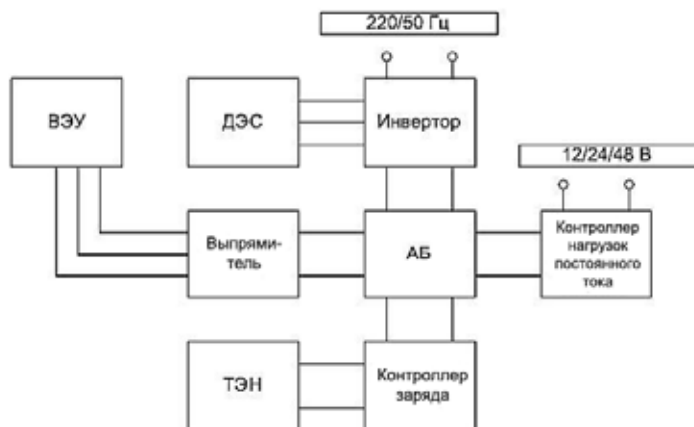 220/50 Гц
ВЭУ
ДЭС
Инвертор
12/24/48 В
Выпрями-
тель
АБ
Контроллер
нагрузок
постоянного
тока
ТЭН
Контроллер
заряда